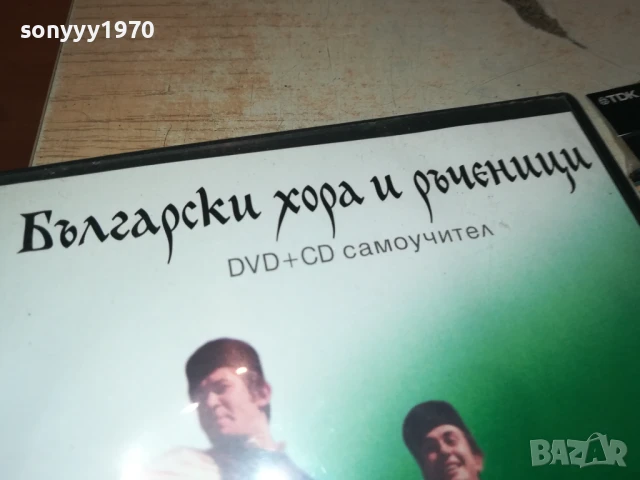 sonyyy1970
TDK
Български хора и ръченици
DVD+CD самоучител
BAZAR